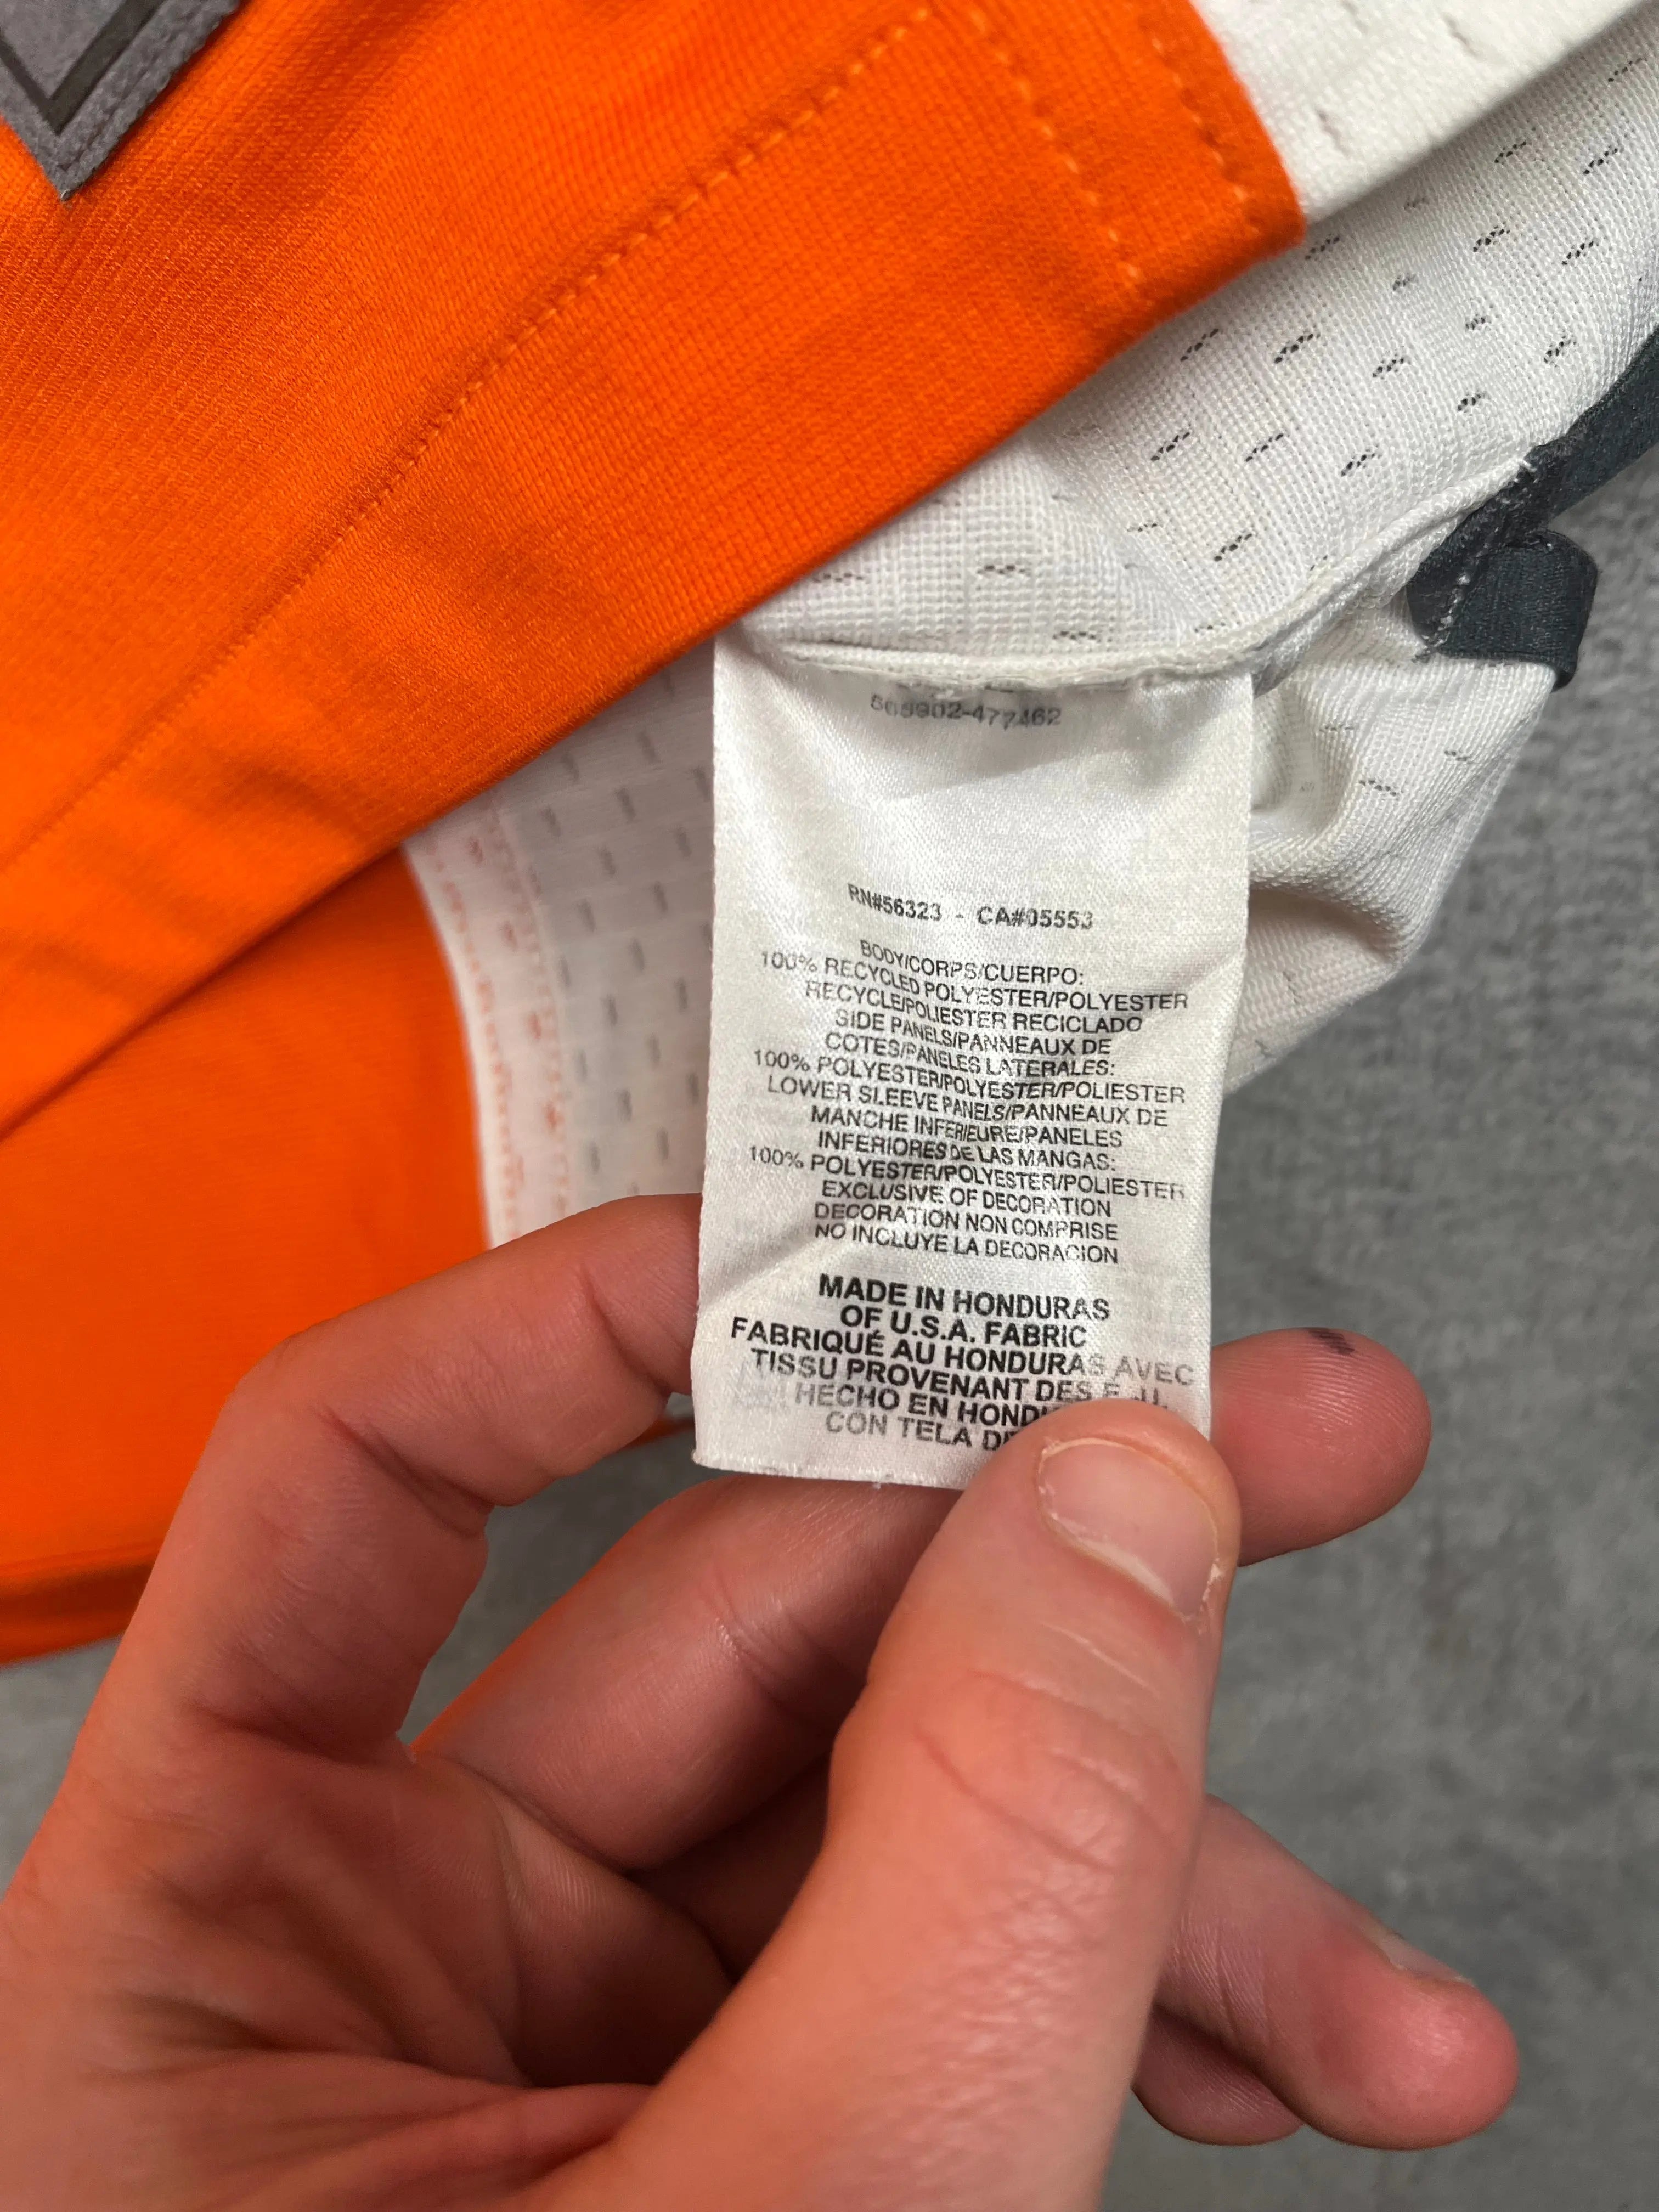 RN#56323 - CA#05553
BODY/CORPS/CUERPO:
100% RECYCLED POLYESTER/POLYESTER
RECYCLE/POLIESTER RECICLADO
SIDE PANELS/PANNEAUX DE
COTES/PANELES LATERALES:
100% POLYESTER/POLYESTER/POLIESTER
LOWER SLEEVE PANELS/PANNEAUX DE
MANCHE INFERIEURE/PANELES
INFERIORES DE LAS MANGAS:
100% POLYESTER/POLYESTER/POLIESTER
EXCLUSIVE OF DECORATION
DECORATION NON COMPRISE
NO INCLUYE LA DECORACION
MADE IN HONDURAS
OF U.S.A. FABRIC
FABRIQUÉ AU HONDURAS AVEC
TISSU PROVENANT DES E.U.
HECHO EN
CON TELA